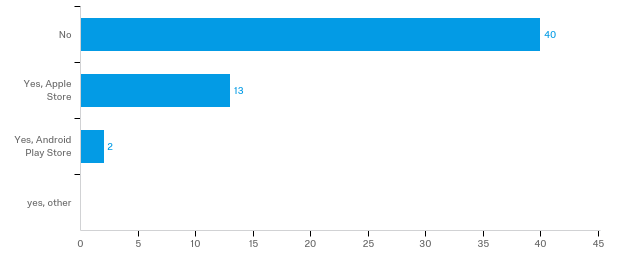 No
40
Yes, Apple
Store
13
Yes, Android
Play Store
2
yes, other
0 5 10 15 20 25 30 35 40 45